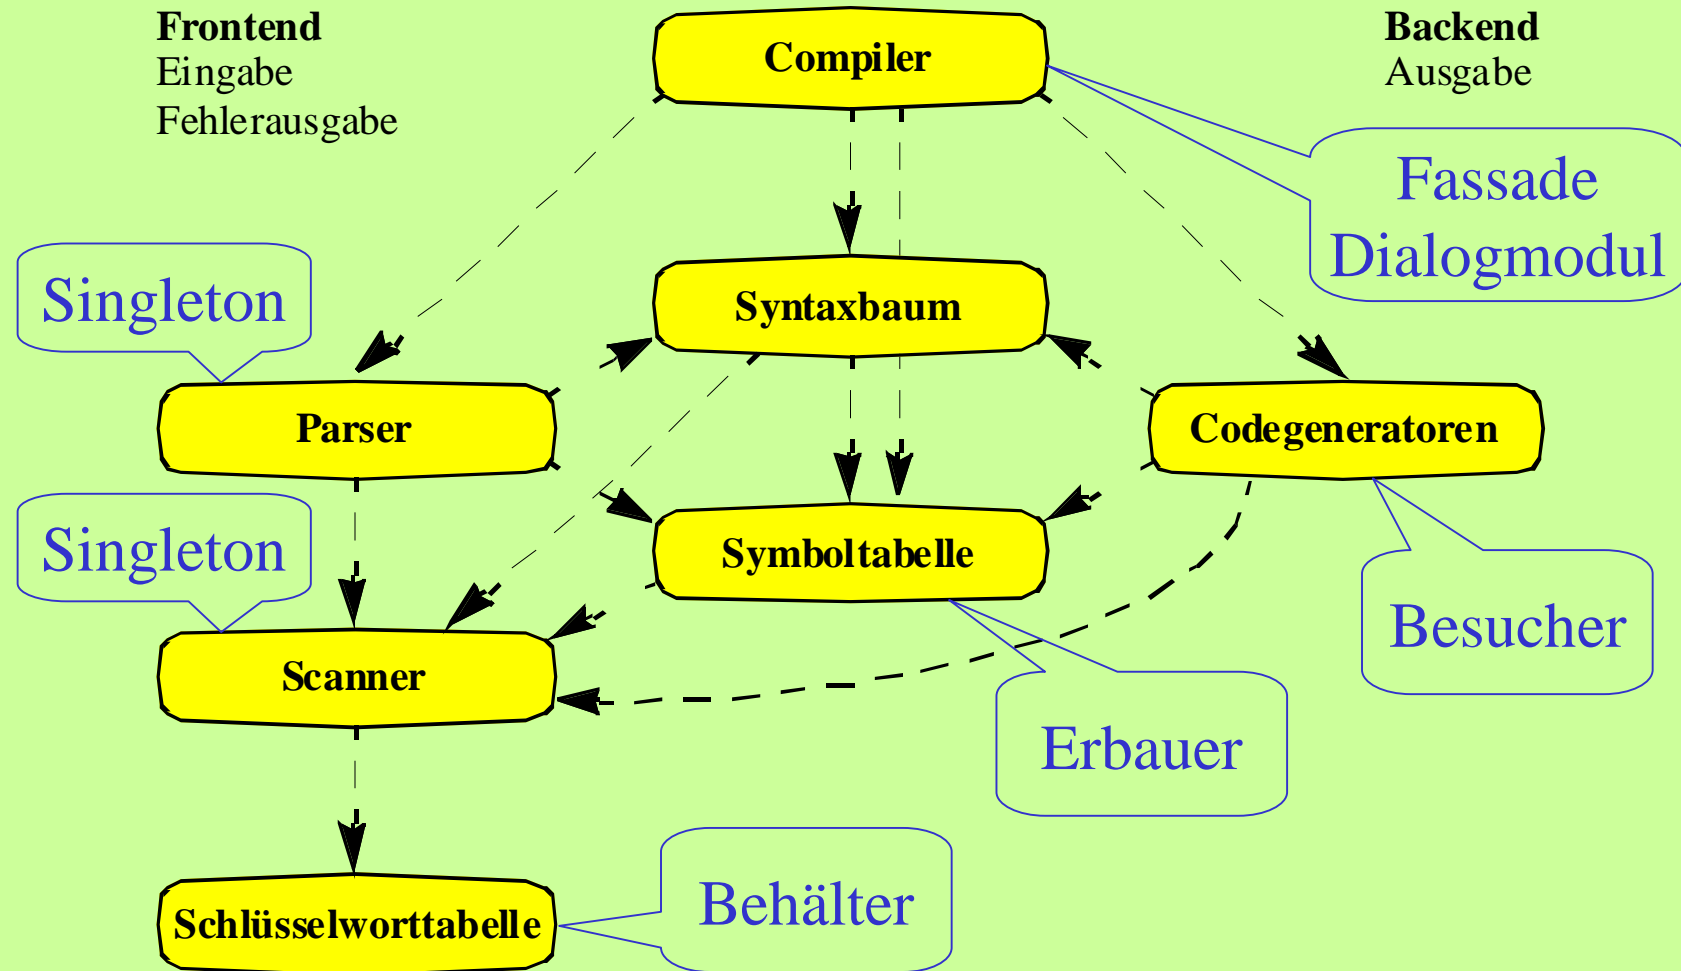 Frontend
Eingabe
Fehlerausgabe
Compiler
Backend
Ausgabe
Fassade
Dialogmodul
Singleton
Syntaxbaum
Parser
Codegeneratoren
Singleton
Symboltabelle
Besucher
Scanner
Erbauer
Schlüsselworttabelle
Behälter